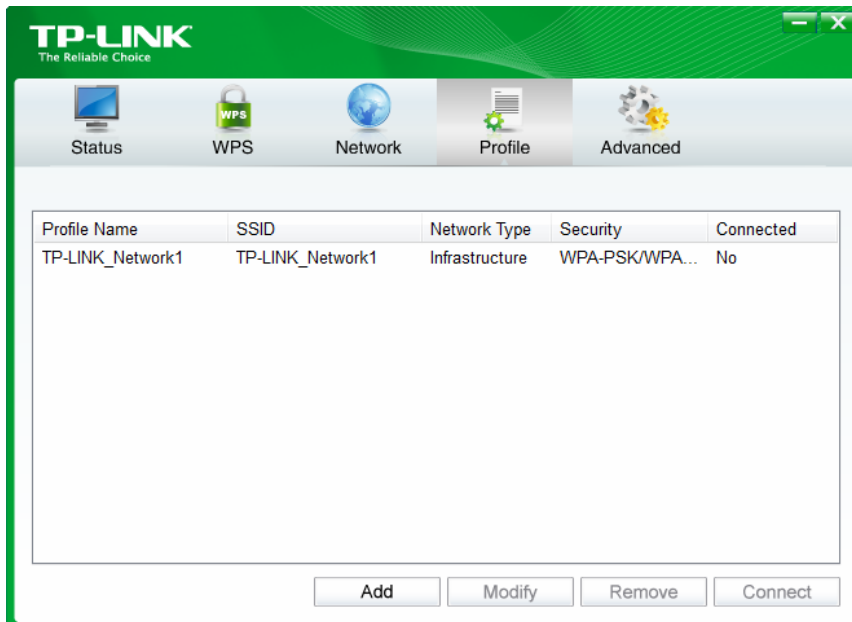 TP-LINK
The Reliable Choice
WPS
Status WPS Network Profile Advanced
Profile Name SSID Network Type Security Connected
TP-LINK_Network1 TP-LINK_Network1 Infrastructure WPA-PSK/WPA... No
Add Modify Remove Connect